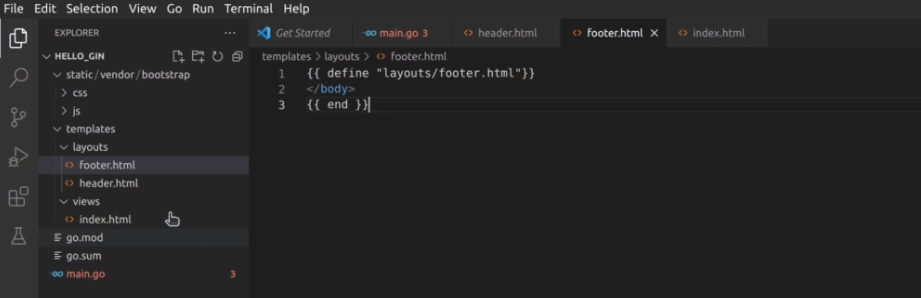 File Edit Selection View Go Run Terminal Help
EXPLORER ...
HELLO_GIN
static/vendor/bootstrap
css
js
templates
layouts
footer.html
header.html
views
index.html
go.mod
go.sum
main.go 3
Get Started main.go 3 header.html footer.html index.html
templates > layouts > footer.html
1 {{ define "layouts/footer.html"}}
2 </body>
3 {{ end }}